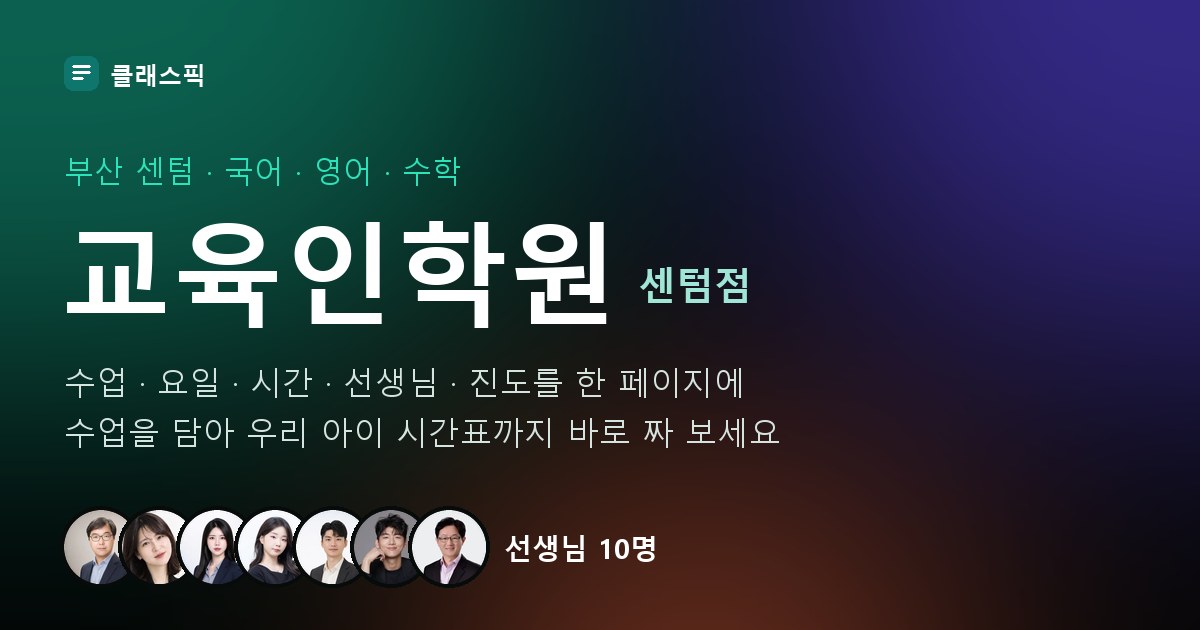 클래스픽
부산 센텀 · 국어 · 영어 · 수학
교육인학원 센텀점
수업 · 요일 · 시간 · 선생님 · 진도를 한 페이지에
수업을 담아 우리 아이 시간표까지 바로 짜 보세요
선생님 10명